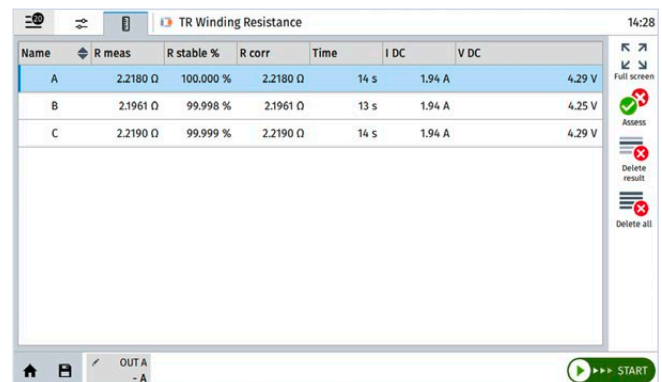 20 TR Winding Resistance 14:28
Name R meas R stable % R corr Time I DC V DC
A 2.2180 Ω 100.000 % 2.2180 Ω 14 s 1.94 A 4.29 V
B 2.1961 Ω 99.998 % 2.1961 Ω 13 s 1.94 A 4.25 V
C 2.2190 Ω 99.999 % 2.2190 Ω 14 s 1.94 A 4.29 V
Full screen
Assess
Delete
result
Delete all
OUT A
- A
START